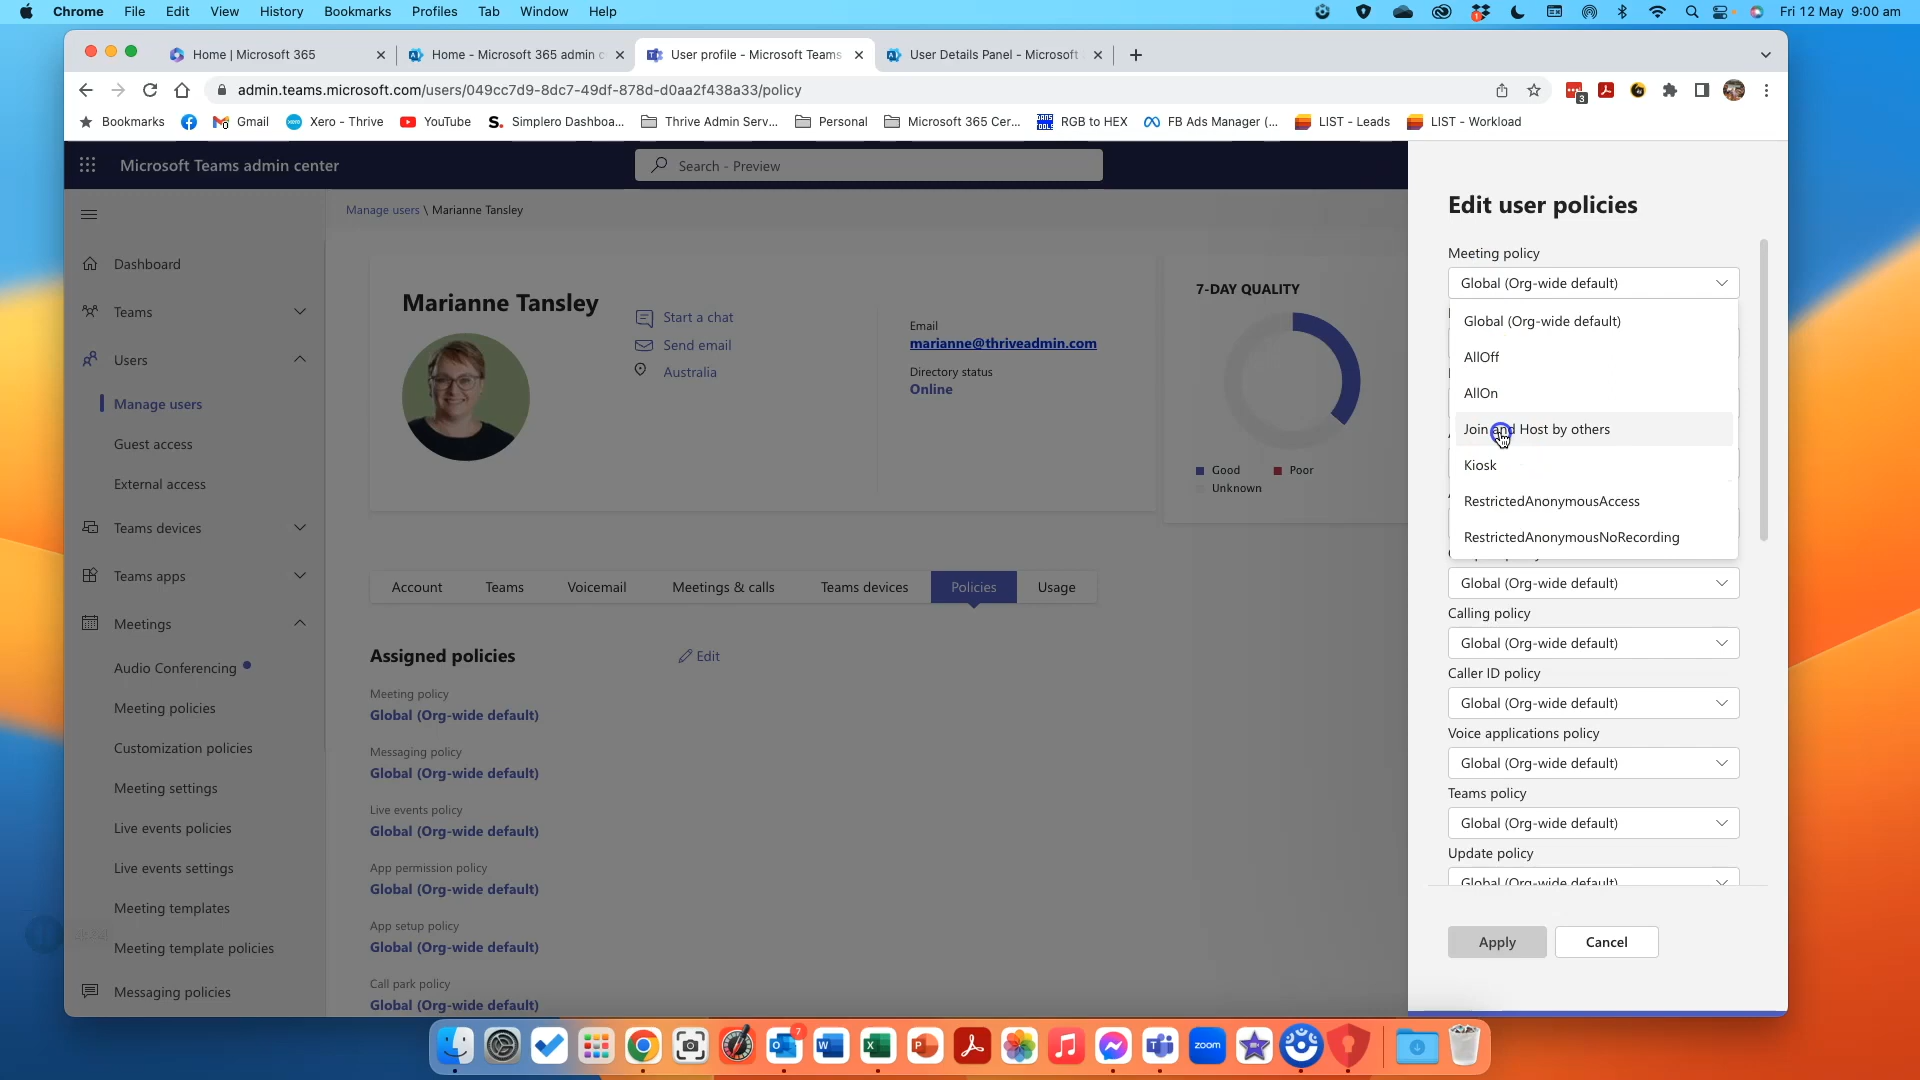 Chrome File Edit View History Bookmarks Profiles Tab Window Help
1
Fri 12 May 9:00 am
Home | Microsoft 365
Home - Microsoft 365 admin c
User profile - Microsoft Teams
User Details Panel - Microsoft
admin.teams.microsoft.com/users/049cc7d9-8dc7-49df-878d-d0aa2f438a33/policy
3
Bookmarks
Gmail
Xero - Thrive
YouTube
Simplero Dashboa...
Thrive Admin Serv...
Personal
Microsoft 365 Cer...
RGB to HEX
FB Ads Manager (...
LIST - Leads
LIST - Workload
Microsoft Teams admin center
Search - Preview
Dashboard
Teams
Users
Manage users
Guest access
External access
Teams devices
Teams apps
Meetings
Audio Conferencing
Meeting policies
Customization policies
Meeting settings
Live events policies
Live events settings
Meeting templates
Meeting template policies
Messaging policies
Manage users \ Marianne Tansley
Marianne Tansley
Start a chat
Send email
Australia
Email
marianne@thriveadmin.com
Directory status
Online
7-DAY QUALITY
Good
Poor
Unknown
Account
Teams
Voicemail
Meetings & calls
Teams devices
Policies
Usage
Assigned policies
Edit
Meeting policy
Global (Org-wide default)
Messaging policy
Global (Org-wide default)
Live events policy
Global (Org-wide default)
App permission policy
Global (Org-wide default)
App setup policy
Global (Org-wide default)
Call park policy
Global (Org-wide default)
Edit user policies
Meeting policy
Global (Org-wide default)
Global (Org-wide default)
AllOff
AllOn
Join and Host by others
Kiosk
RestrictedAnonymousAccess
RestrictedAnonymousNoRecording
Global (Org-wide default)
Calling policy
Global (Org-wide default)
Caller ID policy
Global (Org-wide default)
Voice applications policy
Global (Org-wide default)
Teams policy
Global (Org-wide default)
Update policy
Global (Org-wide default)
Apply
Cancel
7
zoom